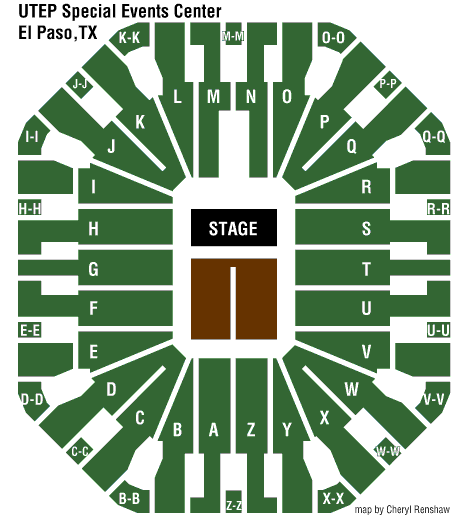 UTEP Special Events Center
El Paso,TX
K-K
M-M
O-O
J-J
P-P
L
M
N
O
K
P
I-I
J
Q
Q-Q
I
R
H-H
R-R
H
STAGE
S
G
T
F
U
E-E
U-U
E
V
D
W
D-D
V-V
C
X
B
A
Z
Y
C-C
W-W
B-B
Z-Z
X-X
map by Cheryl Renshaw